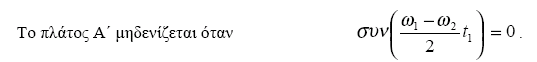 Το πλάτος Α΄ μηδενίζεται όταν συν((ω₁ − ω₂)/2 t₁) = 0 .